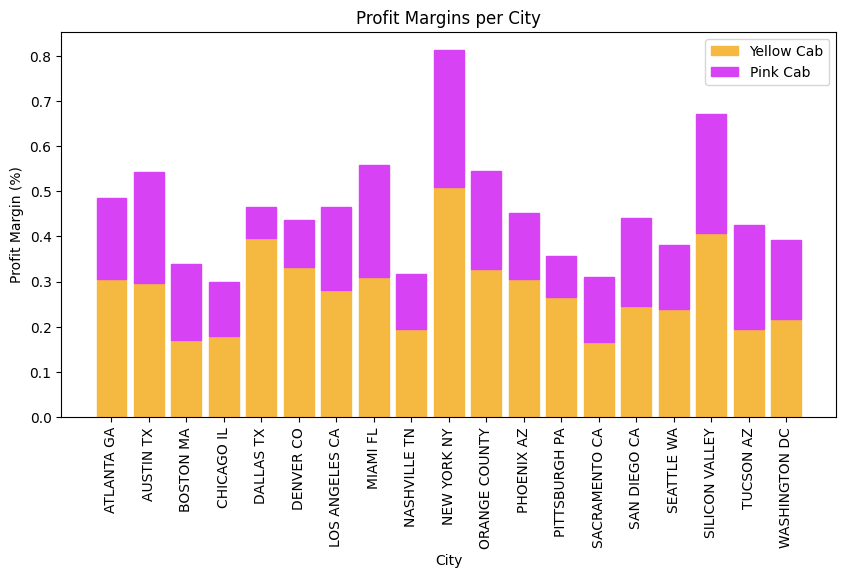 Profit Margins per City
Yellow Cab
Pink Cab
Profit Margin (%)
0.8
0.7
0.6
0.5
0.4
0.3
0.2
0.1
0.0
ATLANTA GA
AUSTIN TX
BOSTON MA
CHICAGO IL
DALLAS TX
DENVER CO
LOS ANGELES CA
MIAMI FL
NASHVILLE TN
NEW YORK NY
ORANGE COUNTY
PHOENIX AZ
PITTSBURGH PA
SACRAMENTO CA
SAN DIEGO CA
SEATTLE WA
SILICON VALLEY
TUCSON AZ
WASHINGTON DC
City